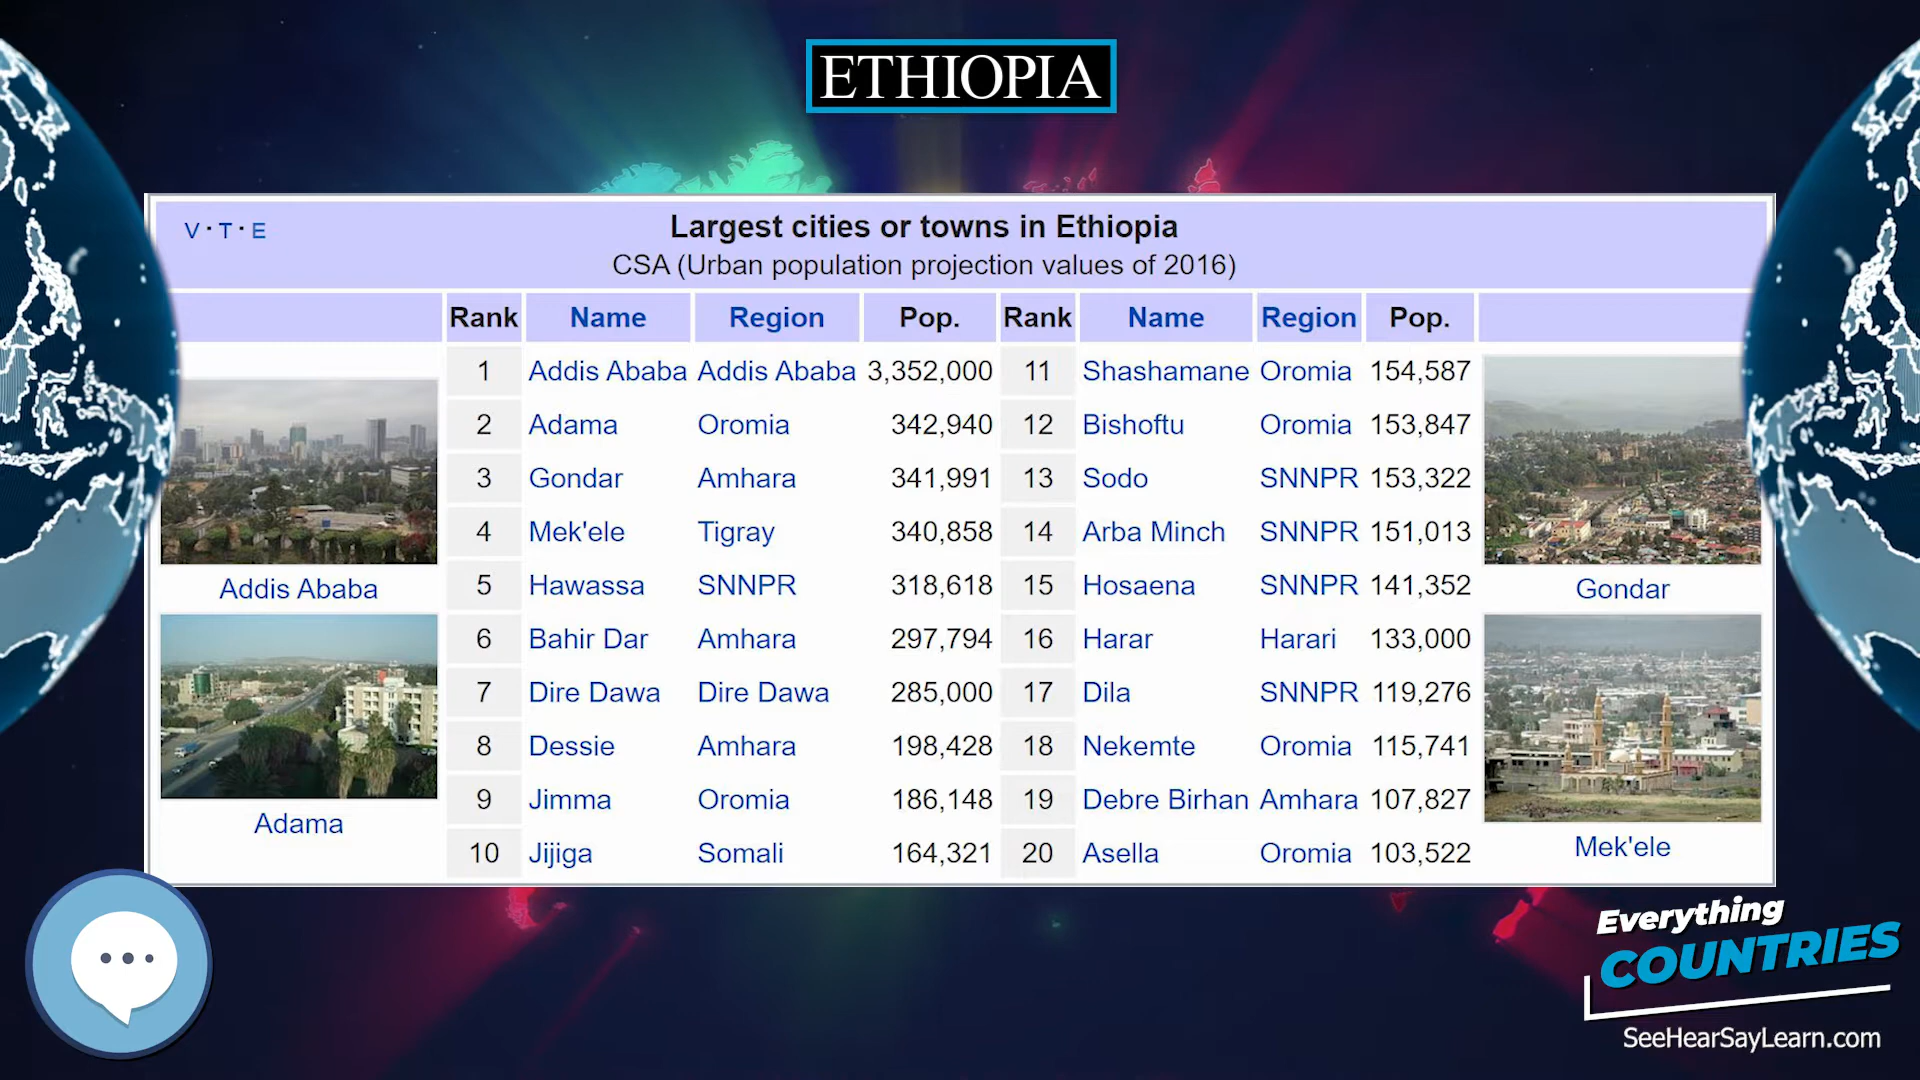 ETHIOPIA
V · T · E
Largest cities or towns in Ethiopia
CSA (Urban population projection values of 2016)
Rank Name Region Pop. Rank Name Region Pop.
1 Addis Ababa Addis Ababa 3,352,000 11 Shashamane Oromia 154,587
2 Adama Oromia 342,940 12 Bishoftu Oromia 153,847
3 Gondar Amhara 341,991 13 Sodo SNNPR 153,322
4 Mek'ele Tigray 340,858 14 Arba Minch SNNPR 151,013
5 Hawassa SNNPR 318,618 15 Hosaena SNNPR 141,352
6 Bahir Dar Amhara 297,794 16 Harar Harari 133,000
7 Dire Dawa Dire Dawa 285,000 17 Dila SNNPR 119,276
8 Dessie Amhara 198,428 18 Nekemte Oromia 115,741
9 Jimma Oromia 186,148 19 Debre Birhan Amhara 107,827
10 Jijiga Somali 164,321 20 Asella Oromia 103,522
Addis Ababa
Adama
Gondar
Mek'ele
Everything
COUNTRIES
SeeHearSayLearn.com